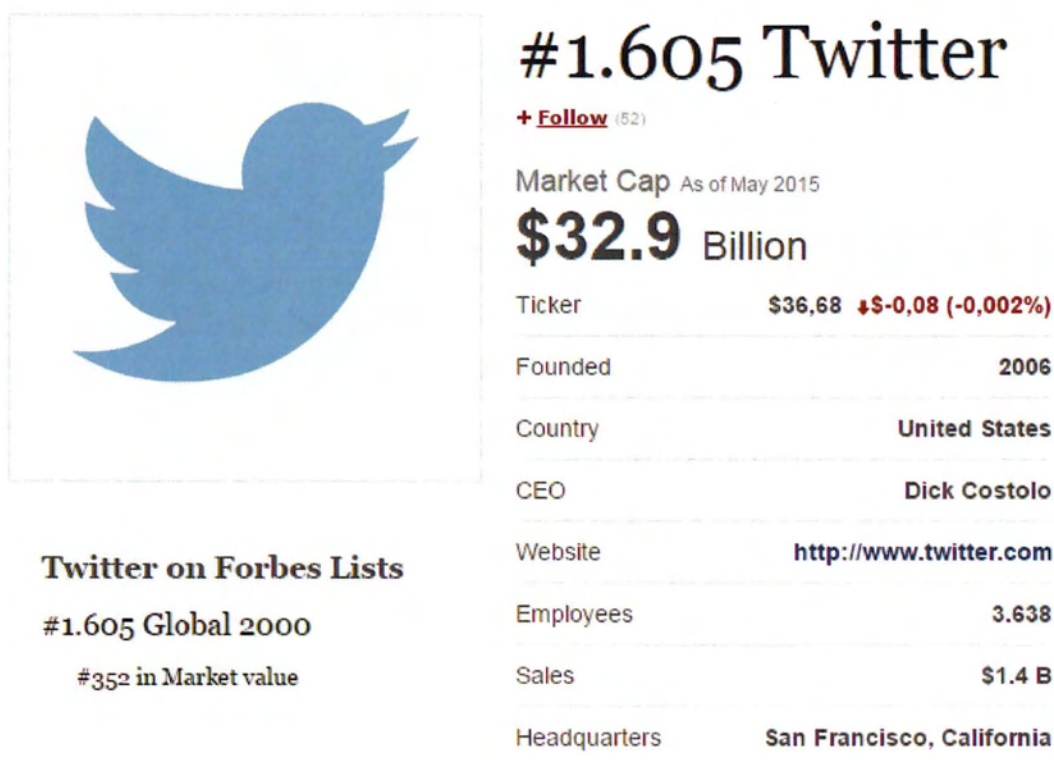 #1.605 Twitter
+ Follow (52)
Market Cap As of May 2015
$32.9 Billion
Ticker $36,68 ↓$-0,08 (-0,002%)
Founded 2006
Country United States
CEO Dick Costolo
Website http://www.twitter.com
Employees 3.638
Sales $1.4 B
Headquarters San Francisco, California
Twitter on Forbes Lists
#1.605 Global 2000
#352 in Market value